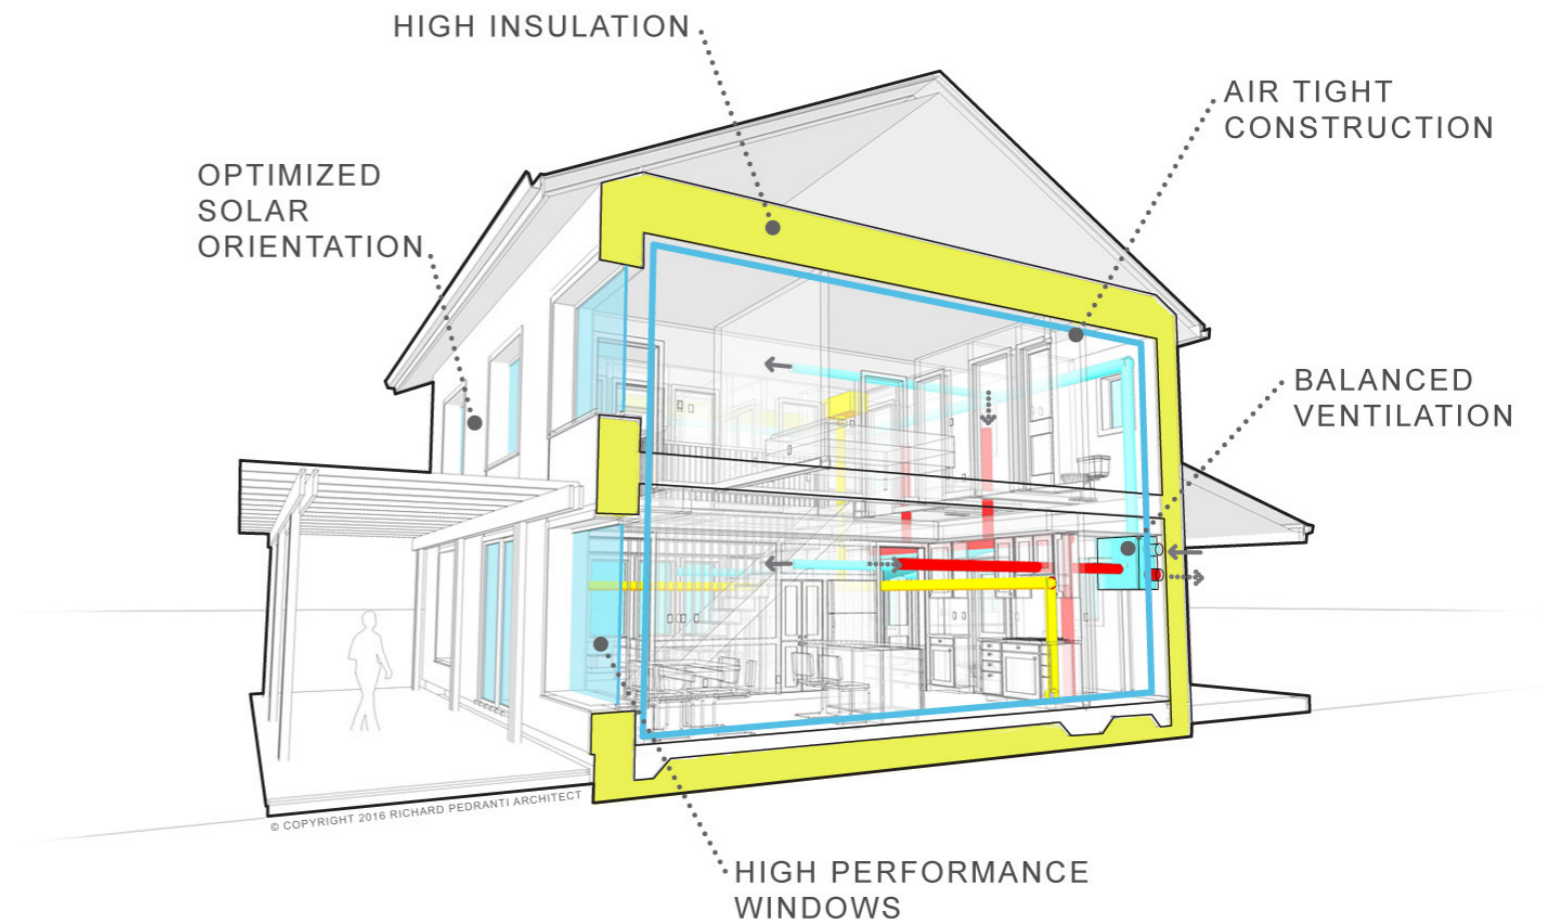 HIGH INSULATION
AIR TIGHT
CONSTRUCTION
OPTIMIZED
SOLAR
ORIENTATION
BALANCED
VENTILATION
© COPYRIGHT 2016 RICHARD PEDRANTI ARCHITECT
HIGH PERFORMANCE
WINDOWS